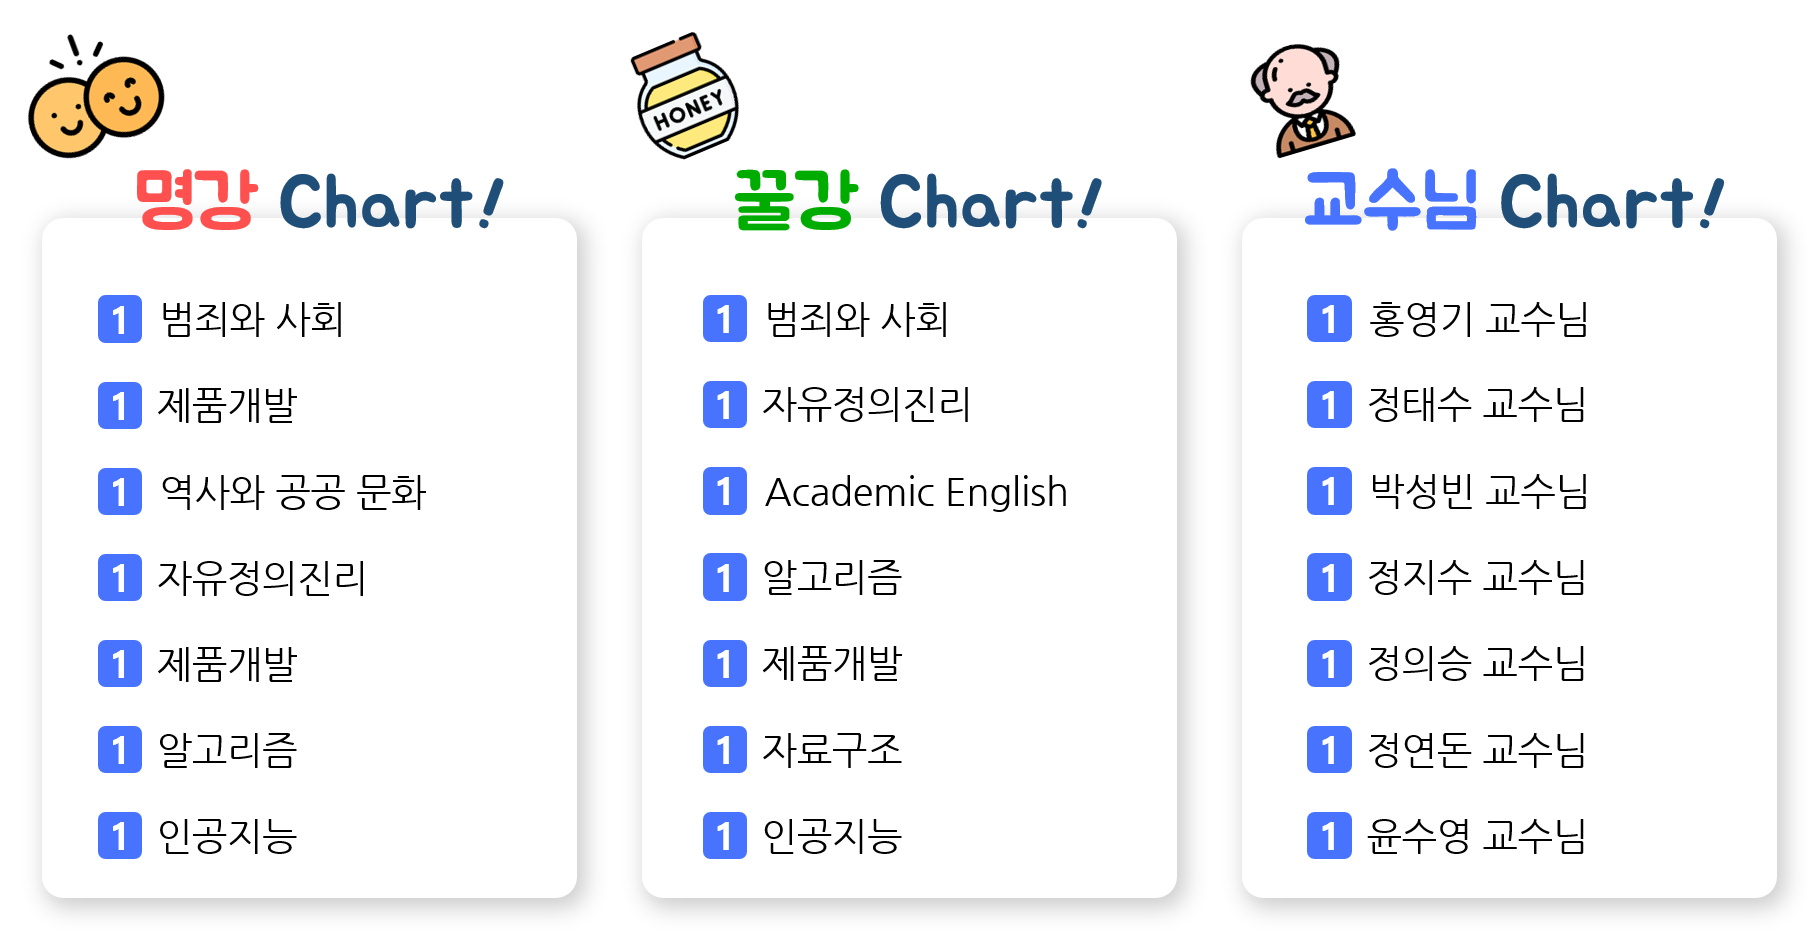 HONEY
명강 Chart!
1 범죄와 사회
1 제품개발
1 역사와 공공 문화
1 자유정의진리
1 제품개발
1 알고리즘
1 인공지능
꿀강 Chart!
1 범죄와 사회
1 자유정의진리
1 Academic English
1 알고리즘
1 제품개발
1 자료구조
1 인공지능
교수님 Chart!
1 홍영기 교수님
1 정태수 교수님
1 박성빈 교수님
1 정지수 교수님
1 정의승 교수님
1 정연돈 교수님
1 윤수영 교수님